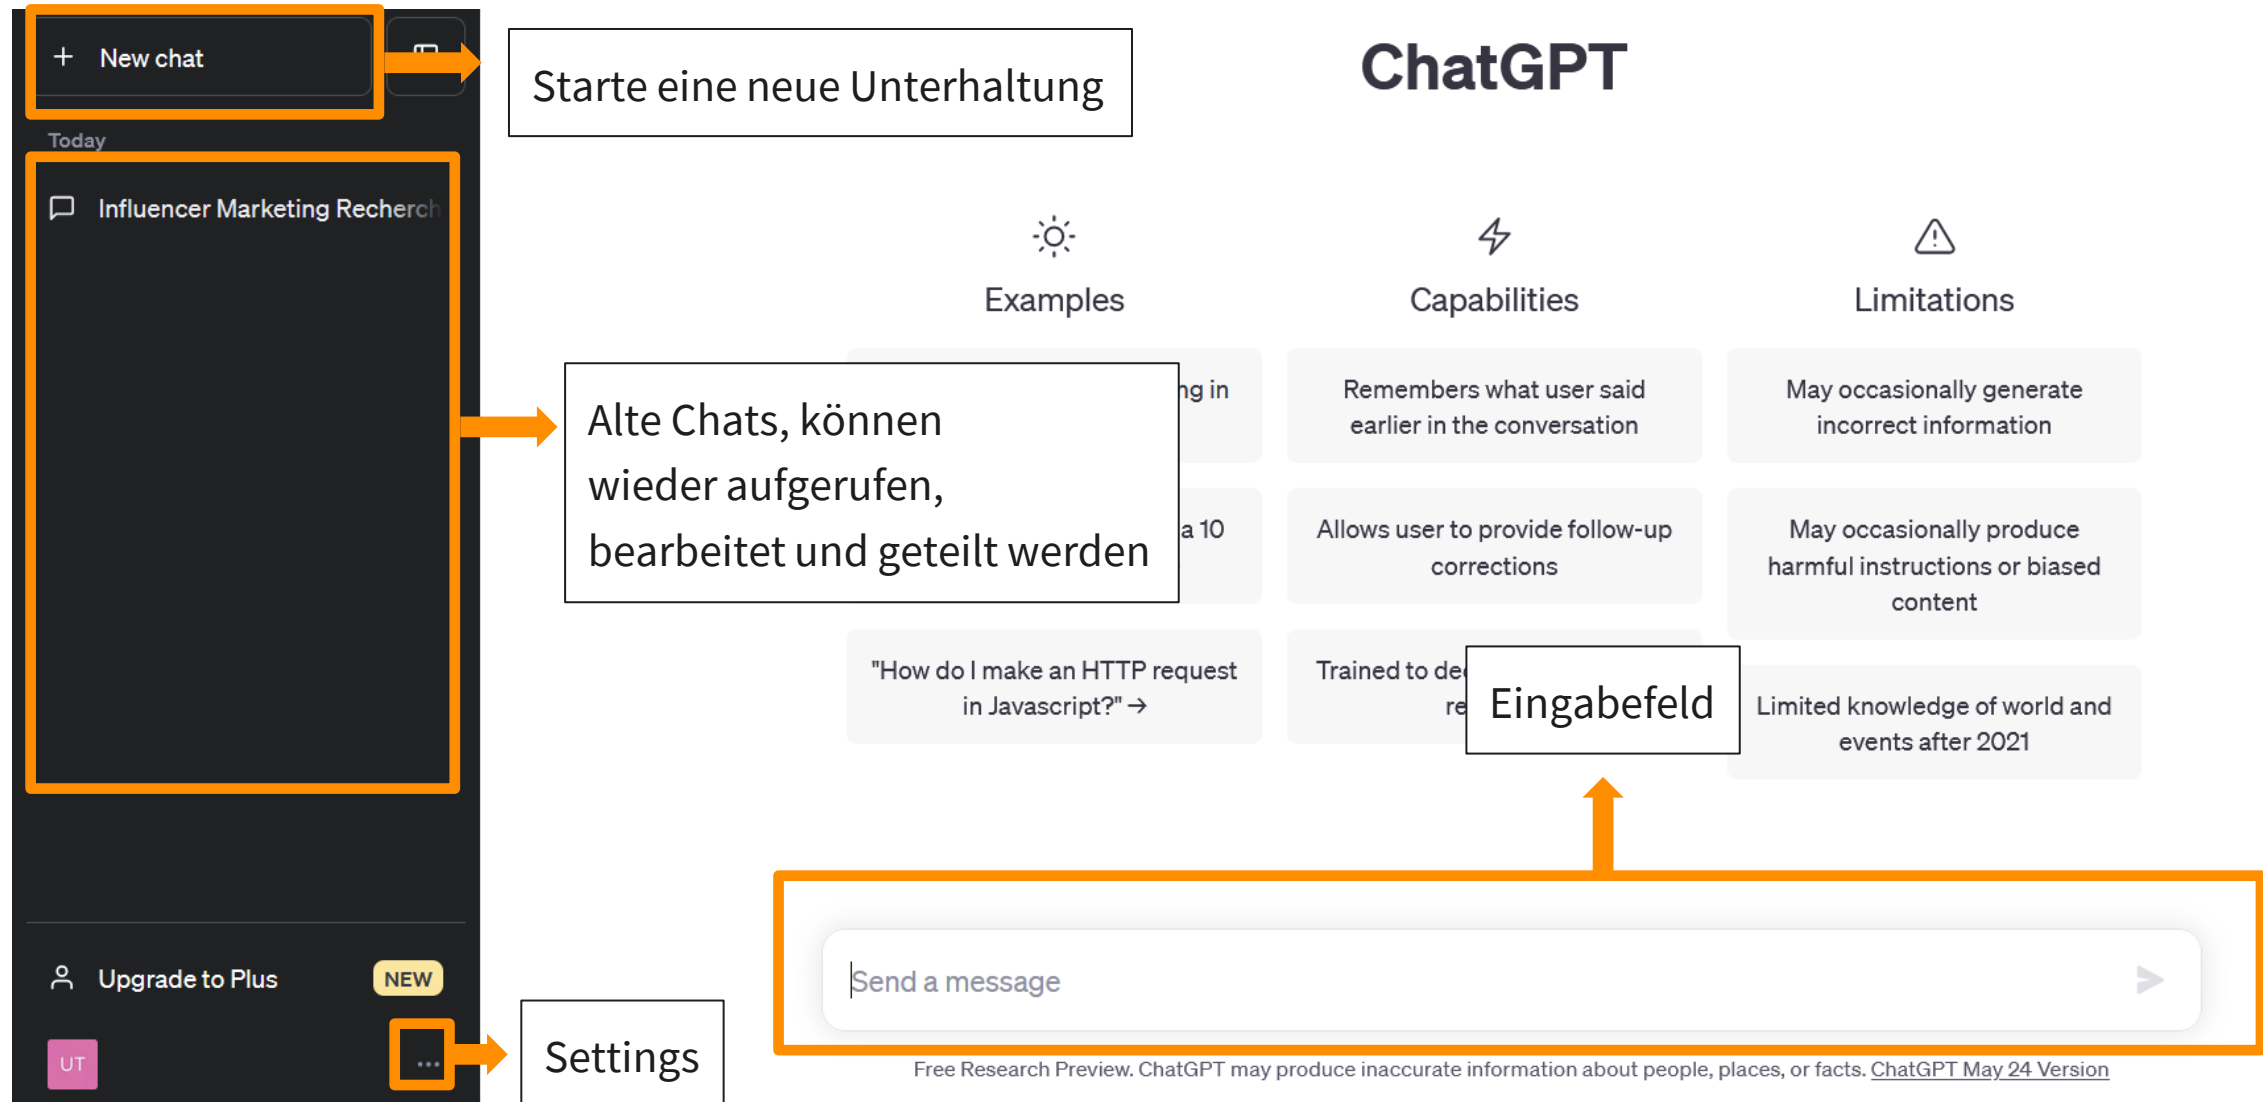 + New chat
Starte eine neue Unterhaltung
Today
Influencer Marketing Recherch
Alte Chats, können
wieder aufgerufen,
bearbeitet und geteilt werden
Upgrade to Plus
NEW
UT
...
Settings
ChatGPT
Examples
ng in
a 10
"How do I make an HTTP request
in Javascript?" →
Capabilities
Remembers what user said
earlier in the conversation
Allows user to provide follow-up
corrections
Trained to de
re
Limitations
May occasionally generate
incorrect information
May occasionally produce
harmful instructions or biased
content
Limited knowledge of world and
events after 2021
Eingabefeld
Send a message
Free Research Preview. ChatGPT may produce inaccurate information about people, places, or facts. ChatGPT May 24 Version